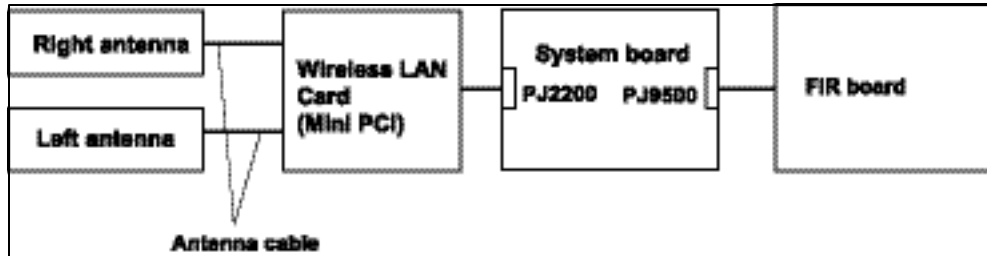 Right antenna
Left antenna
Antenna cable
Wireless LAN
Card
(Mini PCI)
System board
PJ2200 PJ9500
FIR board